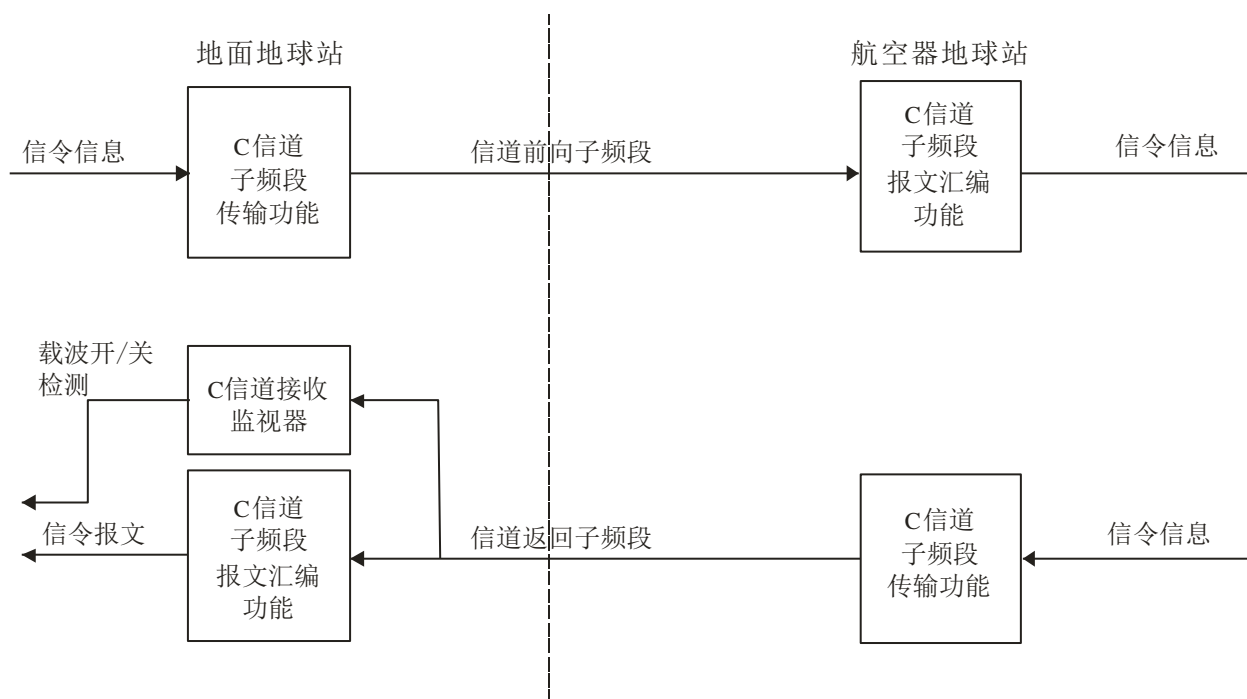 地面地球站
航空器地球站
信令信息
C信道
子频段
传输功能
信道前向子频段
C信道
子频段
报文汇编
功能
信令信息
载波开/关
检测
C信道接收
监视器
信令报文
C信道
子频段
报文汇编
功能
信道返回子频段
C信道
子频段
传输功能
信令信息